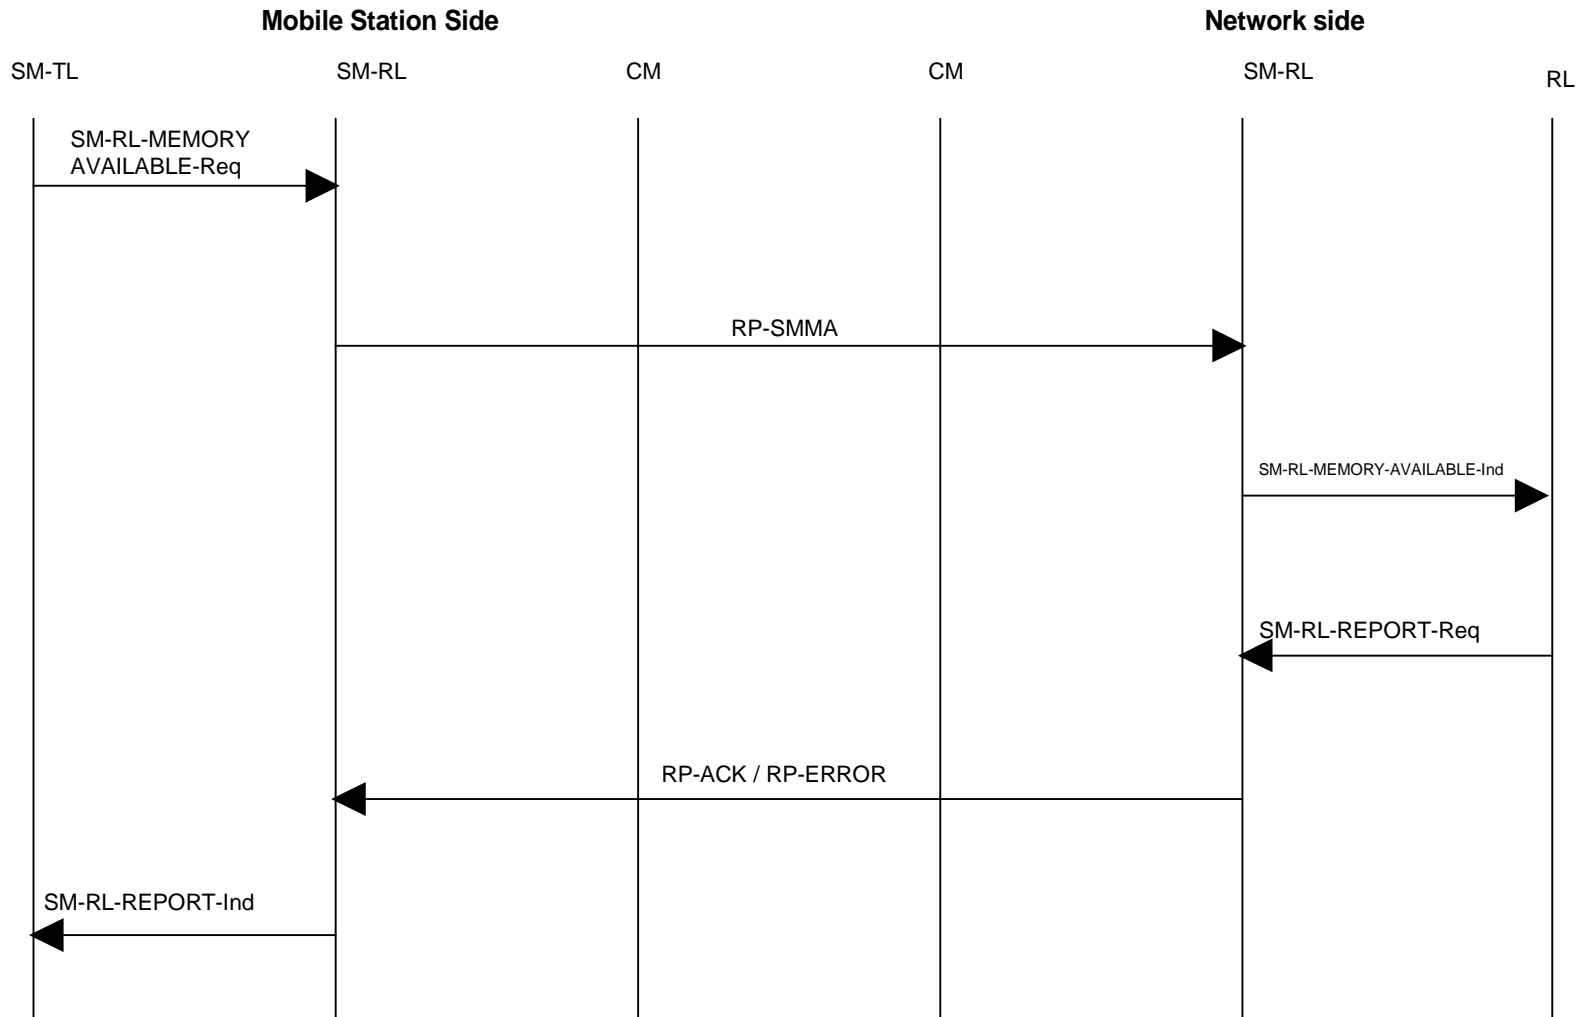 Mobile Station Side
Network side
SM-TL
SM-RL
CM
CM
SM-RL
RL
SM-RL-MEMORY
AVAILABLE-Req
RP-SMMA
SM-RL-MEMORY-AVAILABLE-Ind
SM-RL-REPORT-Req
RP-ACK / RP-ERROR
SM-RL-REPORT-Ind